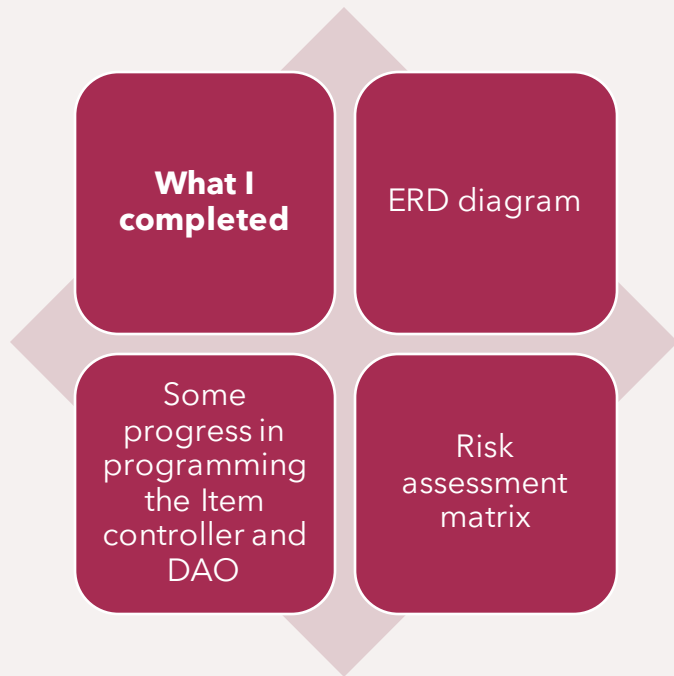 What I
completed
ERD diagram
Some
progress in
programming
the Item
controller and
DAO
Risk
assessment
matrix